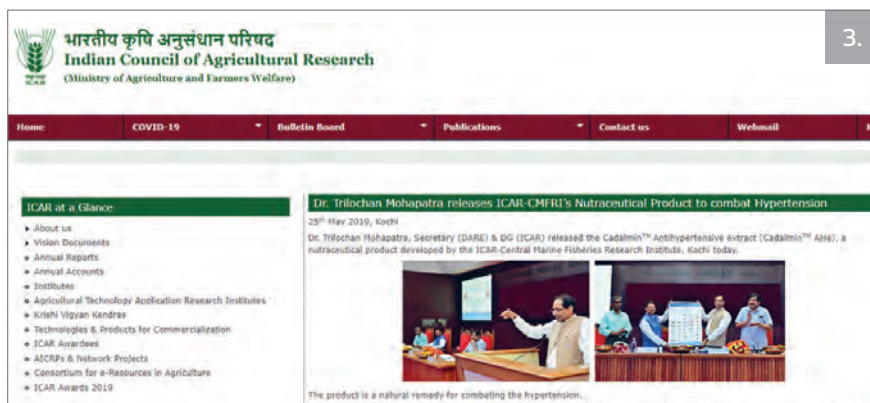 3.
भारतीय कृषि अनुसंधान परिषद
Indian Council of Agricultural Research
(Ministry of Agriculture and Farmers Welfare)
ICAR
Home COVID-19 Bulletin Board Publications Contact us Webmail
ICAR at a Glance
About us
Vision Documents
Annual Reports
Annual Accounts
Institutes
Agricultural Technology Application Research Institutes
Krishi Vigyan Kendras
Technologies & Products for Commercialization
ICAR Awardees
AICRPs & Network Projects
Consortium for e-Resources in Agriculture
ICAR Awards 2019
Dr. Trilochan Mohapatra releases ICAR-CMFRI's Nutraceutical Product to combat Hypertension
25th May 2019, Kochi
Dr. Trilochan Mohapatra, Secretary (DARE) & DG (ICAR) released the Cadalmin™ Antihypertensive extract (Cadalmin™ AHe), a
nutraceutical product developed by the ICAR-Central Marine Fisheries Research Institute, Kochi today.
The product is a natural remedy for combating the hypertension.